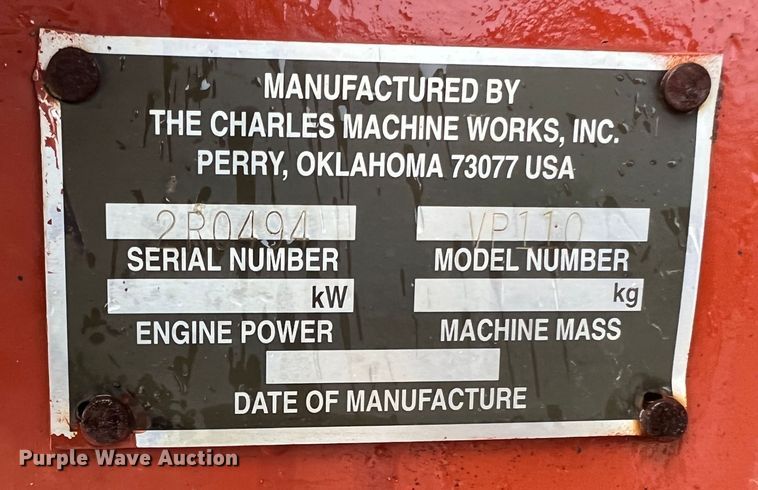 MANUFACTURED BY
THE CHARLES MACHINE WORKS, INC.
PERRY, OKLAHOMA 73077 USA
2R0494 VP110
SERIAL NUMBER MODEL NUMBER
kW kg
ENGINE POWER MACHINE MASS
DATE OF MANUFACTURE
Purple Wave Auction